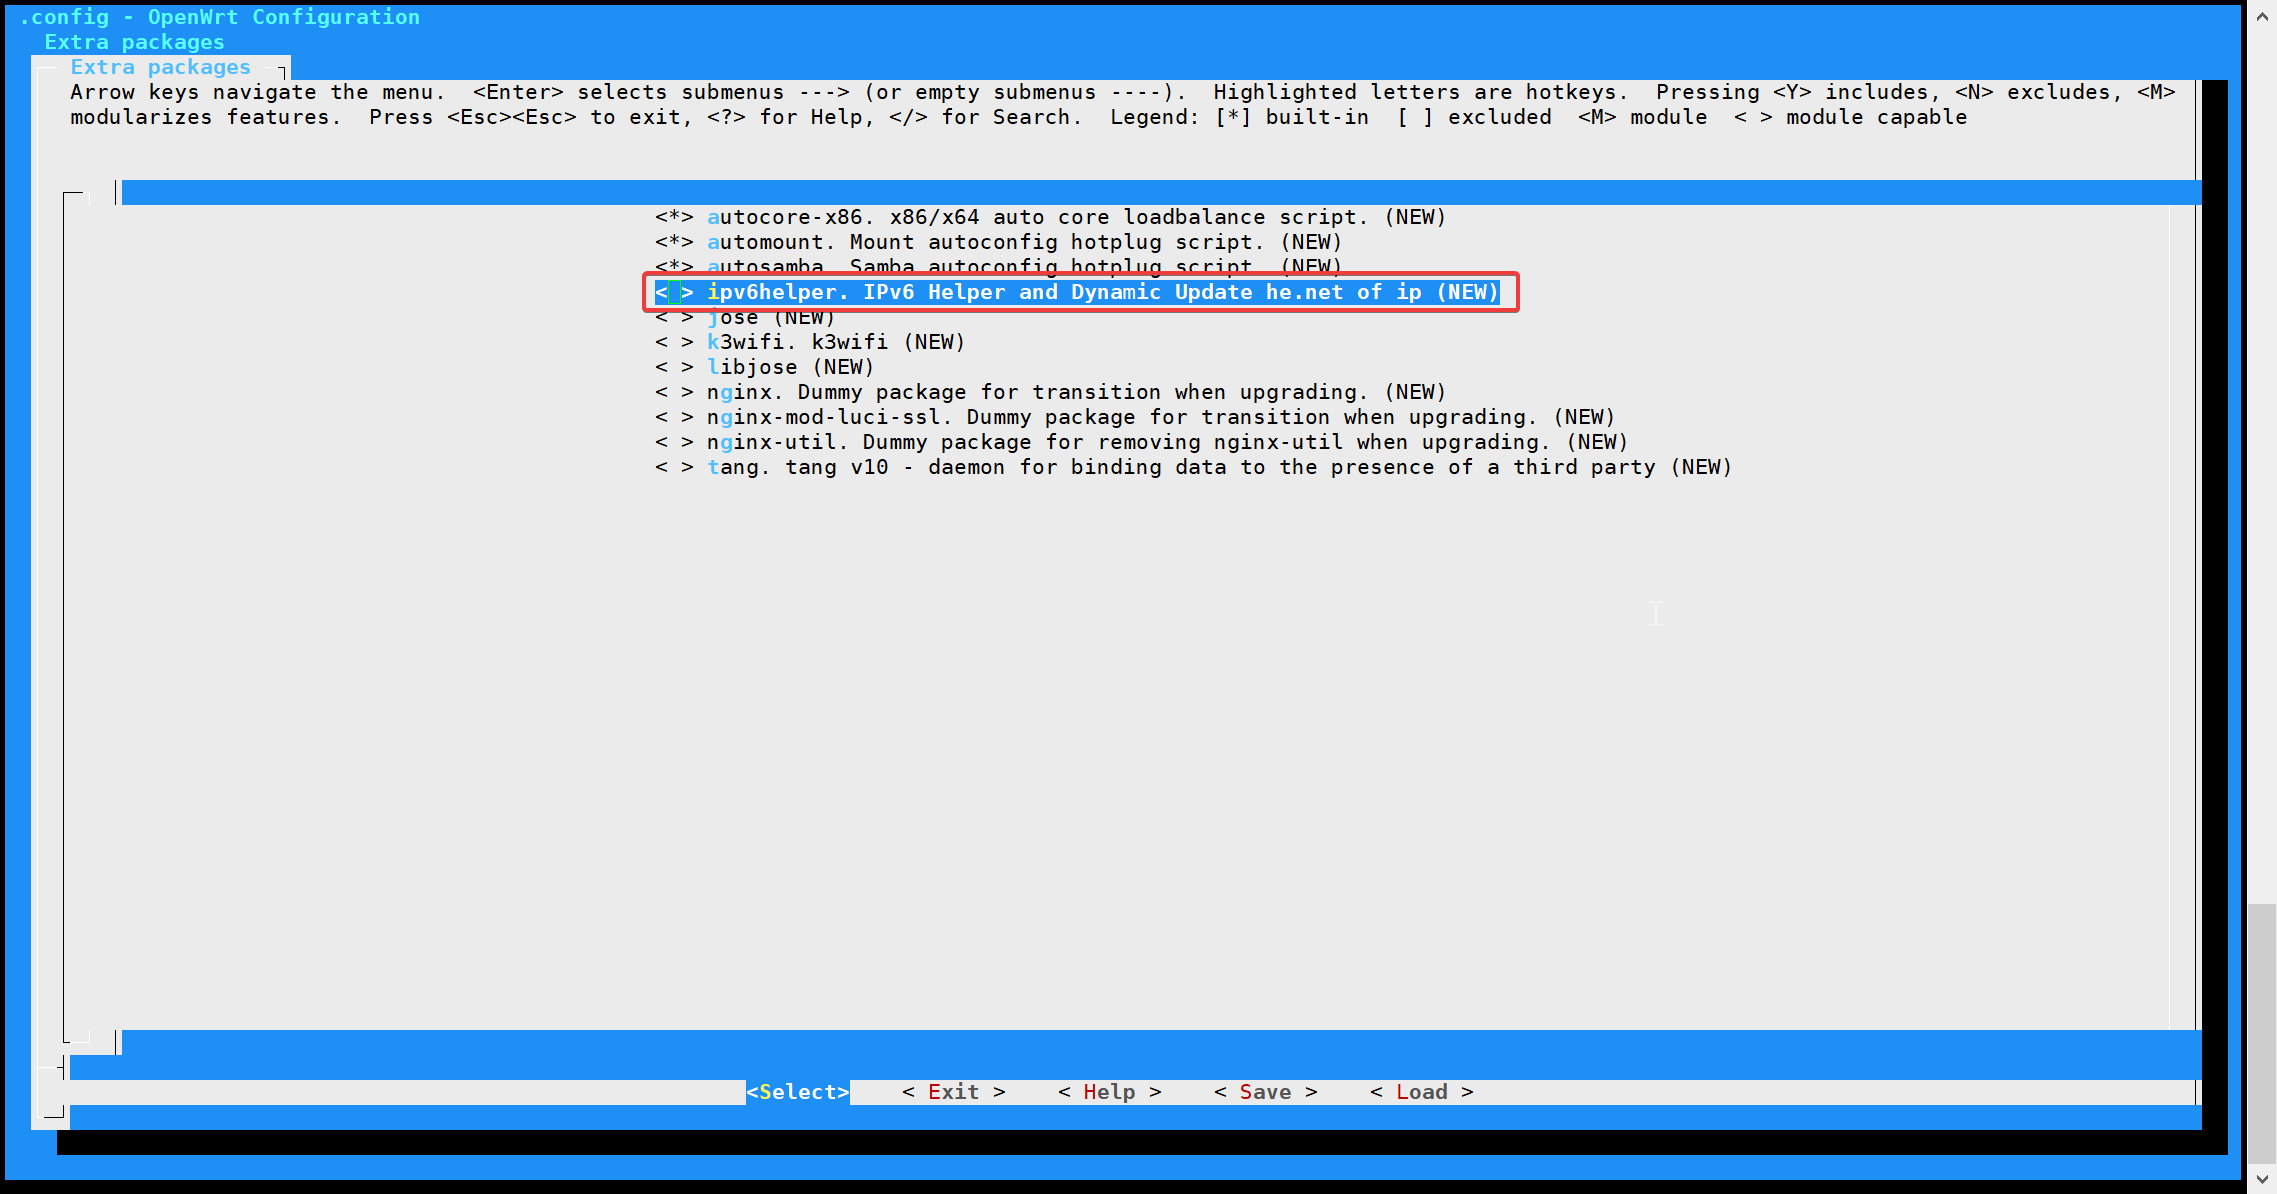 .config - OpenWrt Configuration
Extra packages
Extra packages
Arrow keys navigate the menu.  <Enter> selects submenus ---> (or empty submenus ----).  Highlighted letters are hotkeys.  Pressing <Y> includes, <N> excludes, <M>
modularizes features.  Press <Esc><Esc> to exit, <?> for Help, </> for Search.  Legend: [*] built-in  [ ] excluded  <M> module  < > module capable
<*> autocore-x86. x86/x64 auto core loadbalance script. (NEW)
<*> automount. Mount autoconfig hotplug script. (NEW)
<*> autosamba. Samba autoconfig hotplug script. (NEW)
< > ipv6helper. IPv6 Helper and Dynamic Update he.net of ip (NEW)
< > jose (NEW)
< > k3wifi. k3wifi (NEW)
< > libjose (NEW)
< > nginx. Dummy package for transition when upgrading. (NEW)
< > nginx-mod-luci-ssl. Dummy package for transition when upgrading. (NEW)
< > nginx-util. Dummy package for removing nginx-util when upgrading. (NEW)
< > tang. tang v10 - daemon for binding data to the presence of a third party (NEW)
<Select>    < Exit >    < Help >    < Save >    < Load >